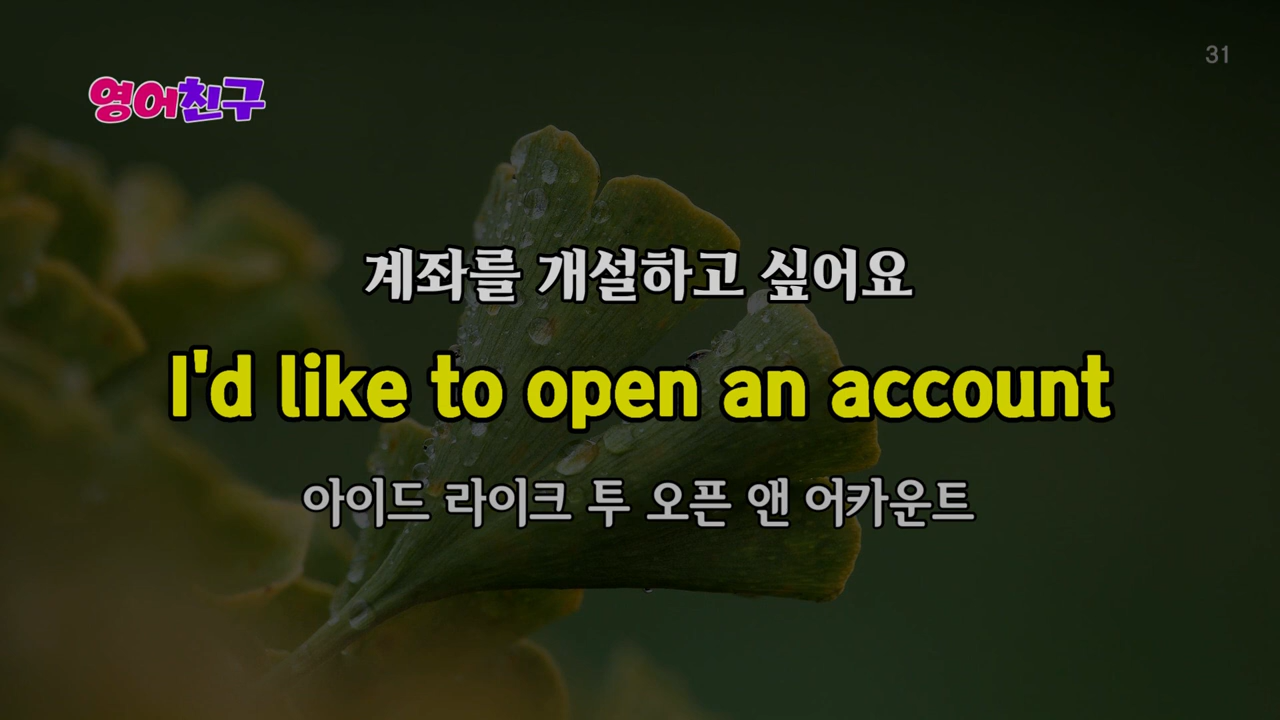 영어친구
31
계좌를 개설하고 싶어요
I'd like to open an account
아이드 라이크 투 오픈 앤 어카운트